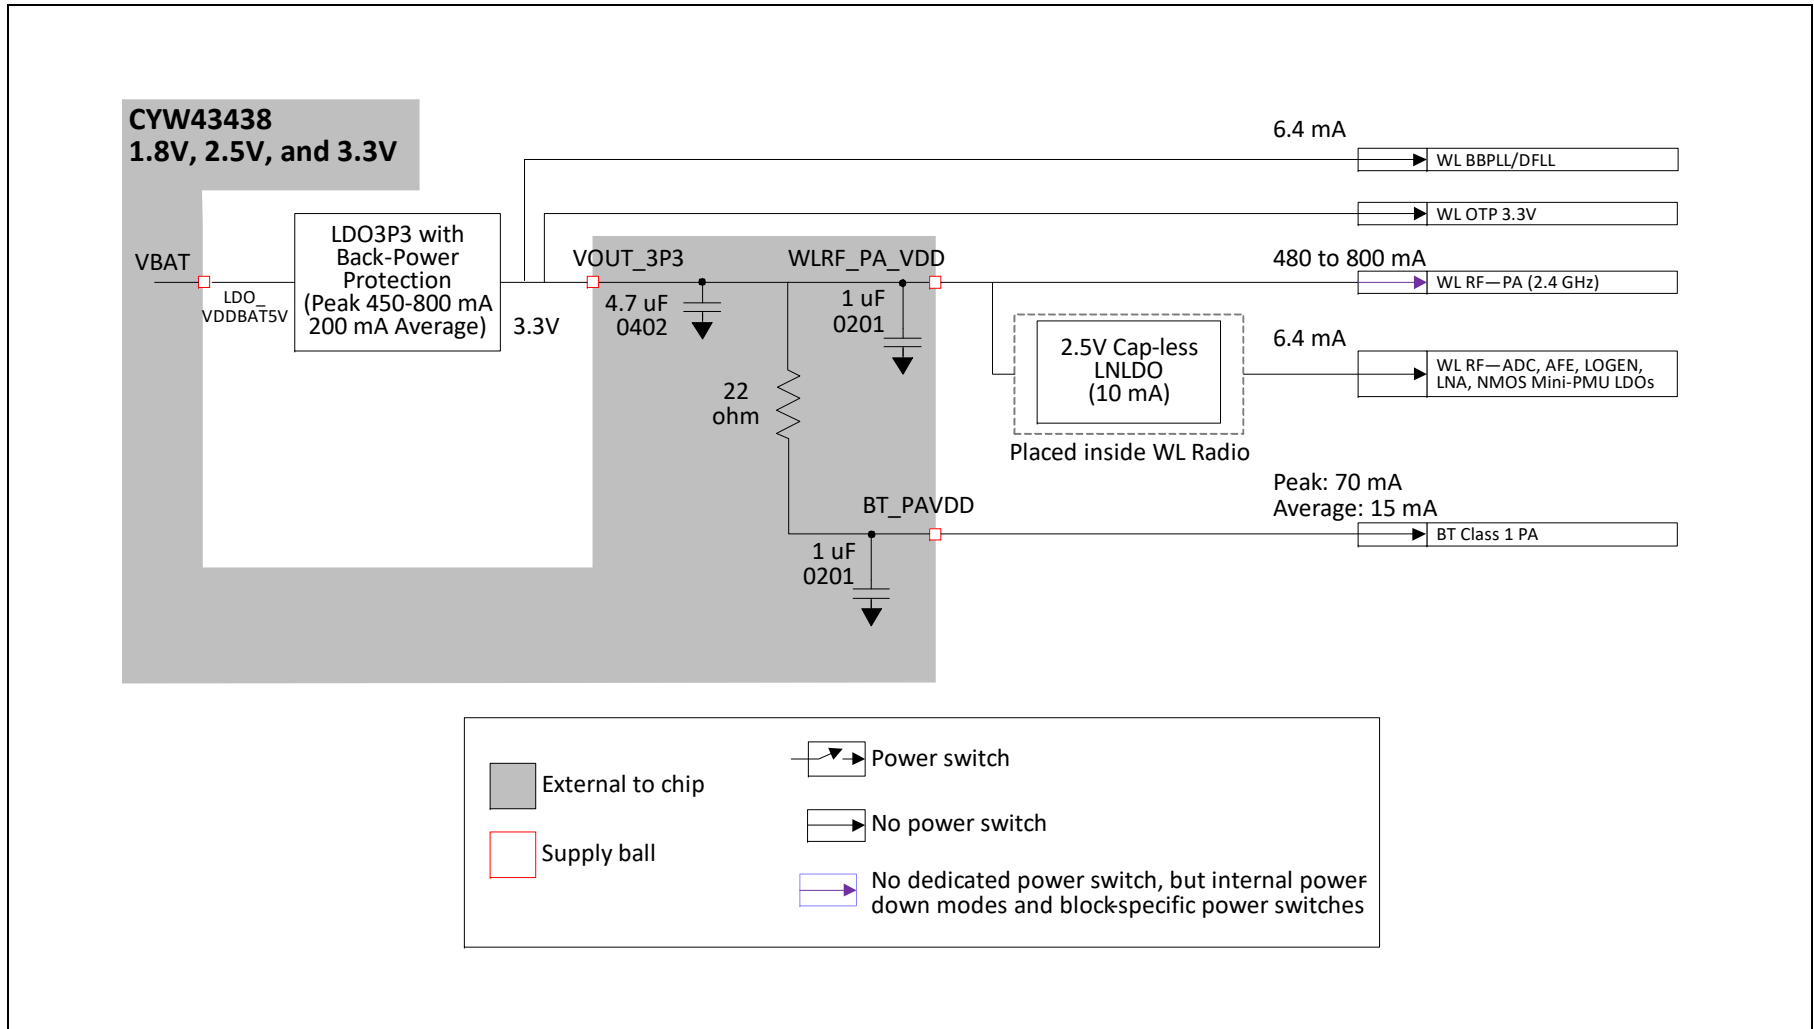 CYW43438
1.8V, 2.5V, and 3.3V
VBAT
LDO_
VDDBAT5V
LDO3P3 with
Back-Power
Protection
(Peak 450-800 mA
200 mA Average)
3.3V
VOUT_3P3
4.7 uF
0402
22
ohm
WLRF_PA_VDD
1 uF
0201
BT_PAVDD
1 uF
0201
2.5V Cap-less
LNLDO
(10 mA)
Placed inside WL Radio
6.4 mA
WL BBPLL/DFLL
WL OTP 3.3V
480 to 800 mA
WL RF—PA (2.4 GHz)
6.4 mA
WL RF—ADC, AFE, LOGEN,
LNA, NMOS Mini-PMU LDOs
Peak: 70 mA
Average: 15 mA
BT Class 1 PA
External to chip
Supply ball
Power switch
No power switch
No dedicated power switch, but internal power-
down modes and block-specific power switches